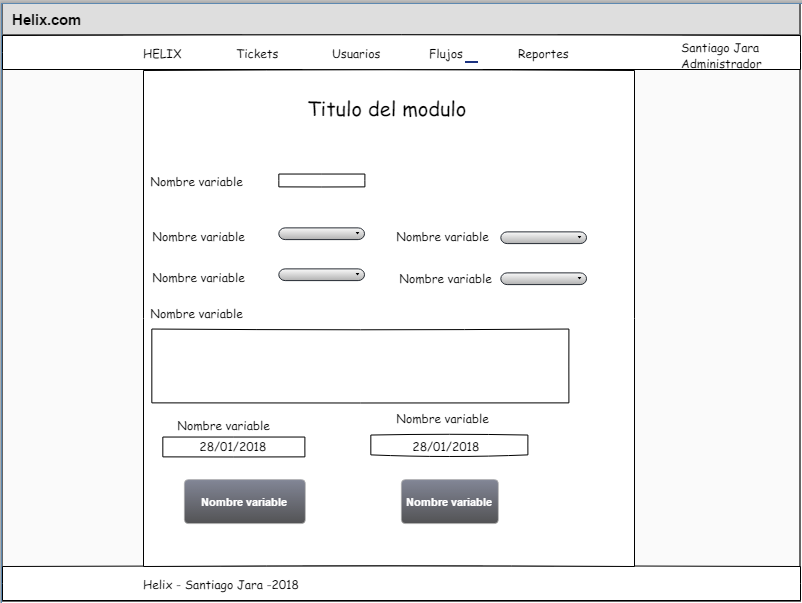 Helix.com
HELIX Tickets Usuarios Flujos Reportes Santiago Jara
Administrador
Titulo del modulo
Nombre variable
Nombre variable Nombre variable
Nombre variable Nombre variable
Nombre variable
Nombre variable Nombre variable
28/01/2018 28/01/2018
Nombre variable Nombre variable
Helix - Santiago Jara -2018